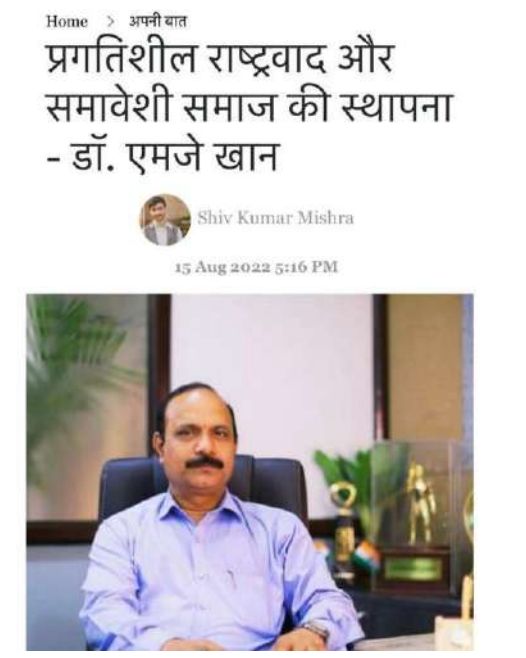 Home > अपनी बात
प्रगतिशील राष्ट्रवाद और
समावेशी समाज की स्थापना
- डॉ. एमजे खान
Shiv Kumar Mishra
15 Aug 2022 5:16 PM